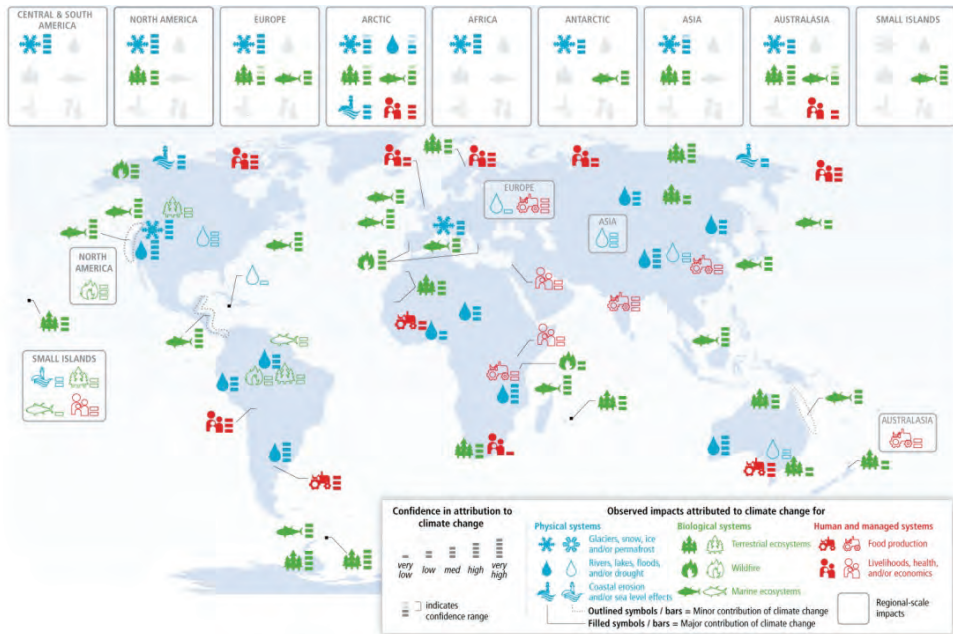 CENTRAL & SOUTH
AMERICA
NORTH AMERICA
EUROPE
ARCTIC
AFRICA
ANTARCTIC
ASIA
AUSTRALASIA
SMALL ISLANDS
EUROPE
ASIA
NORTH
AMERICA
SMALL ISLANDS
AUSTRALASIA
Confidence in attribution to
climate change
very
low
low
med
high
very
high
indicates
confidence range
Observed impacts attributed to climate change for
Physical systems
Glaciers, snow, ice
and/or permafrost
Rivers, lakes, floods,
and/or drought
Coastal erosion
and/or sea level effects
Biological systems
Terrestrial ecosystems
Wildfire
Marine ecosystems
Human and managed systems
Food production
Livelihoods, health,
and/or economics
Outlined symbols / bars = Minor contribution of climate change
Filled symbols / bars = Major contribution of climate change
Regional-scale
impacts